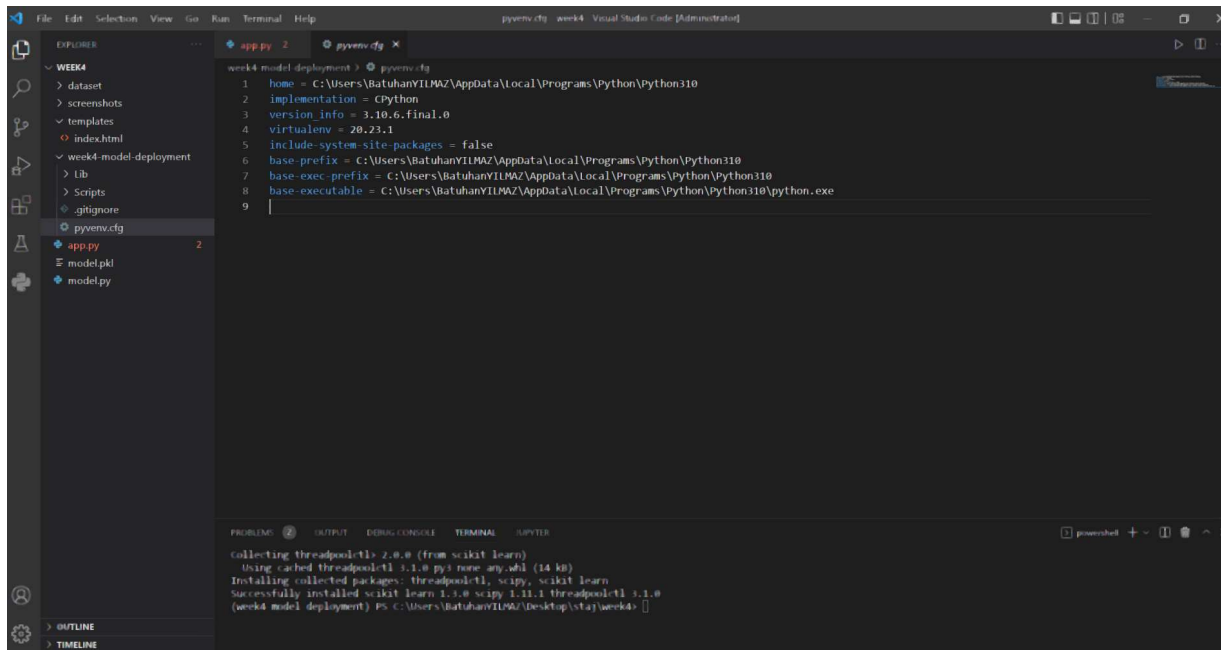 File Edit Selection View Go Run Terminal Help
pyvenv.cfg week4 Visual Studio Code [Administrator]
EXPLORER
WEEK4
dataset
screenshots
templates
index.html
week4-model-deployment
Lib
Scripts
.gitignore
pyvenv.cfg
app.py 2
model.pkl
model.py
OUTLINE
TIMELINE
app.py 2 pyvenv.cfg
week4 model deployment > pyvenv.cfg
1 home = C:\Users\BatuhanYILMAZ\AppData\Local\Programs\Python\Python310
2 implementation = CPython
3 version_info = 3.10.6.final.0
4 virtualenv = 20.23.1
5 include-system-site-packages = false
6 base-prefix = C:\Users\BatuhanYILMAZ\AppData\Local\Programs\Python\Python310
7 base-exec-prefix = C:\Users\BatuhanYILMAZ\AppData\Local\Programs\Python\Python310
8 base-executable = C:\Users\BatuhanYILMAZ\AppData\Local\Programs\Python\Python310\python.exe
9
PROBLEMS 2 OUTPUT DEBUG CONSOLE TERMINAL JUPYTER
powershell
Collecting threadpoolctl> 2.0.0 (from scikit learn)
Using cached threadpoolctl 3.1.0 py3 none any.whl (14 kB)
Installing collected packages: threadpoolctl, scipy, scikit learn
Successfully installed scikit learn 1.3.0 scipy 1.11.1 threadpoolctl 3.1.0
(week4 model deployment) PS C:\Users\BatuhanYILMAZ\Desktop\staj\week4>